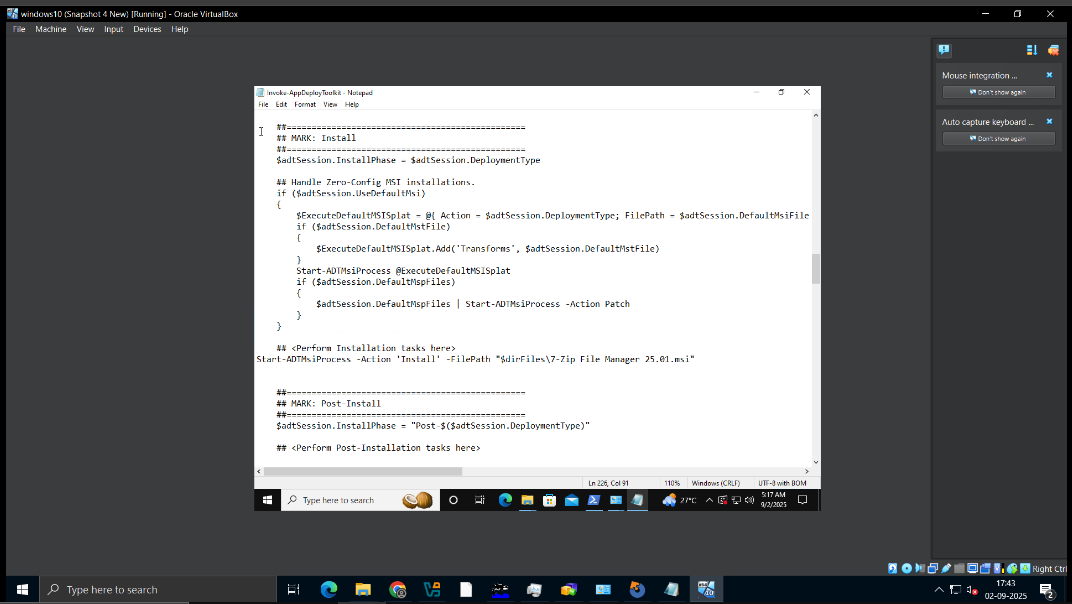 windows10 (Snapshot 4 New) [Running] - Oracle VirtualBox
File Machine View Input Devices Help
Mouse integration ...
Don't show again
Auto capture keyboard ...
Don't show again
Invoke-AppDeployToolkit - Notepad
File Edit Format View Help
##================================================
## MARK: Install
##================================================
$adtSession.InstallPhase = $adtSession.DeploymentType
## Handle Zero-Config MSI installations.
if ($adtSession.UseDefaultMsi)
{
$ExecuteDefaultMSISplat = @{ Action = $adtSession.DeploymentType; FilePath = $adtSession.DefaultMsiFile
if ($adtSession.DefaultMstFile)
{
$ExecuteDefaultMSISplat.Add('Transforms', $adtSession.DefaultMstFile)
}
Start-ADTMsiProcess @ExecuteDefaultMSISplat
if ($adtSession.DefaultMspFiles)
{
$adtSession.DefaultMspFiles | Start-ADTMsiProcess -Action Patch
}
}
## <Perform Installation tasks here>
Start-ADTMsiProcess -Action 'Install' -FilePath "$dirFiles\7-Zip File Manager 25.01.msi"
##================================================
## MARK: Post-Install
##================================================
$adtSession.InstallPhase = "Post-$($adtSession.DeploymentType)"
## <Perform Post-Installation tasks here>
Ln 226, Col 91 110% Windows (CRLF) UTF-8 with BOM
Type here to search 27°C 5:17 AM
9/2/2025
Right Ctrl
Type here to search 17:43
02-09-2025
2